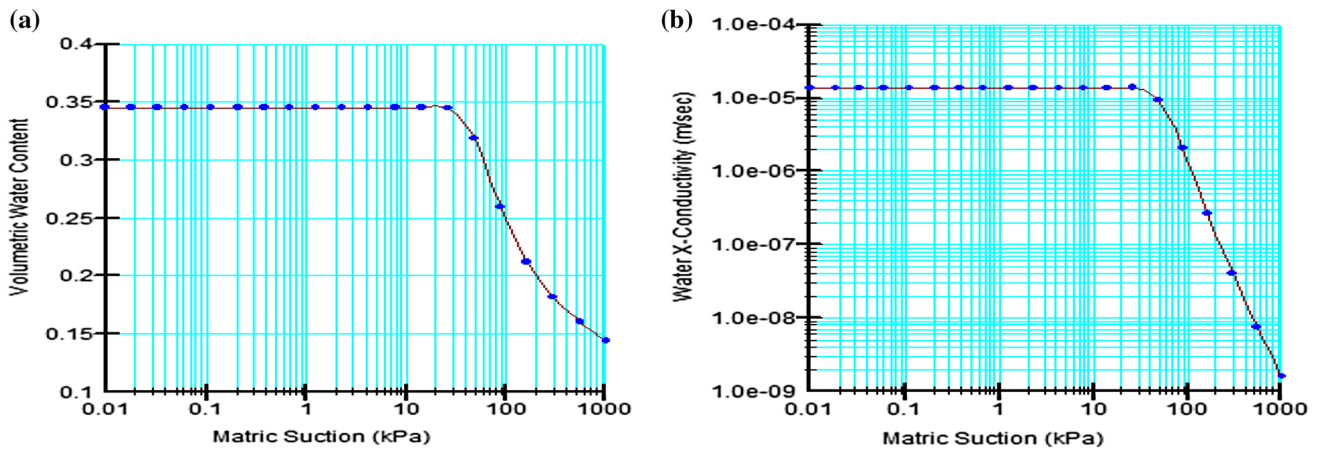 (a)
0.4
0.35
0.3
0.25
0.2
0.15
0.1
Volumetric Water Content
0.01 0.1 1 10 100 1000
Matric Suction (kPa)
(b)
1.0e-04
1.0e-05
1.0e-06
1.0e-07
1.0e-08
1.0e-09
Water X-Conductivity (m/sec)
0.01 0.1 1 10 100 1000
Matric Suction (kPa)